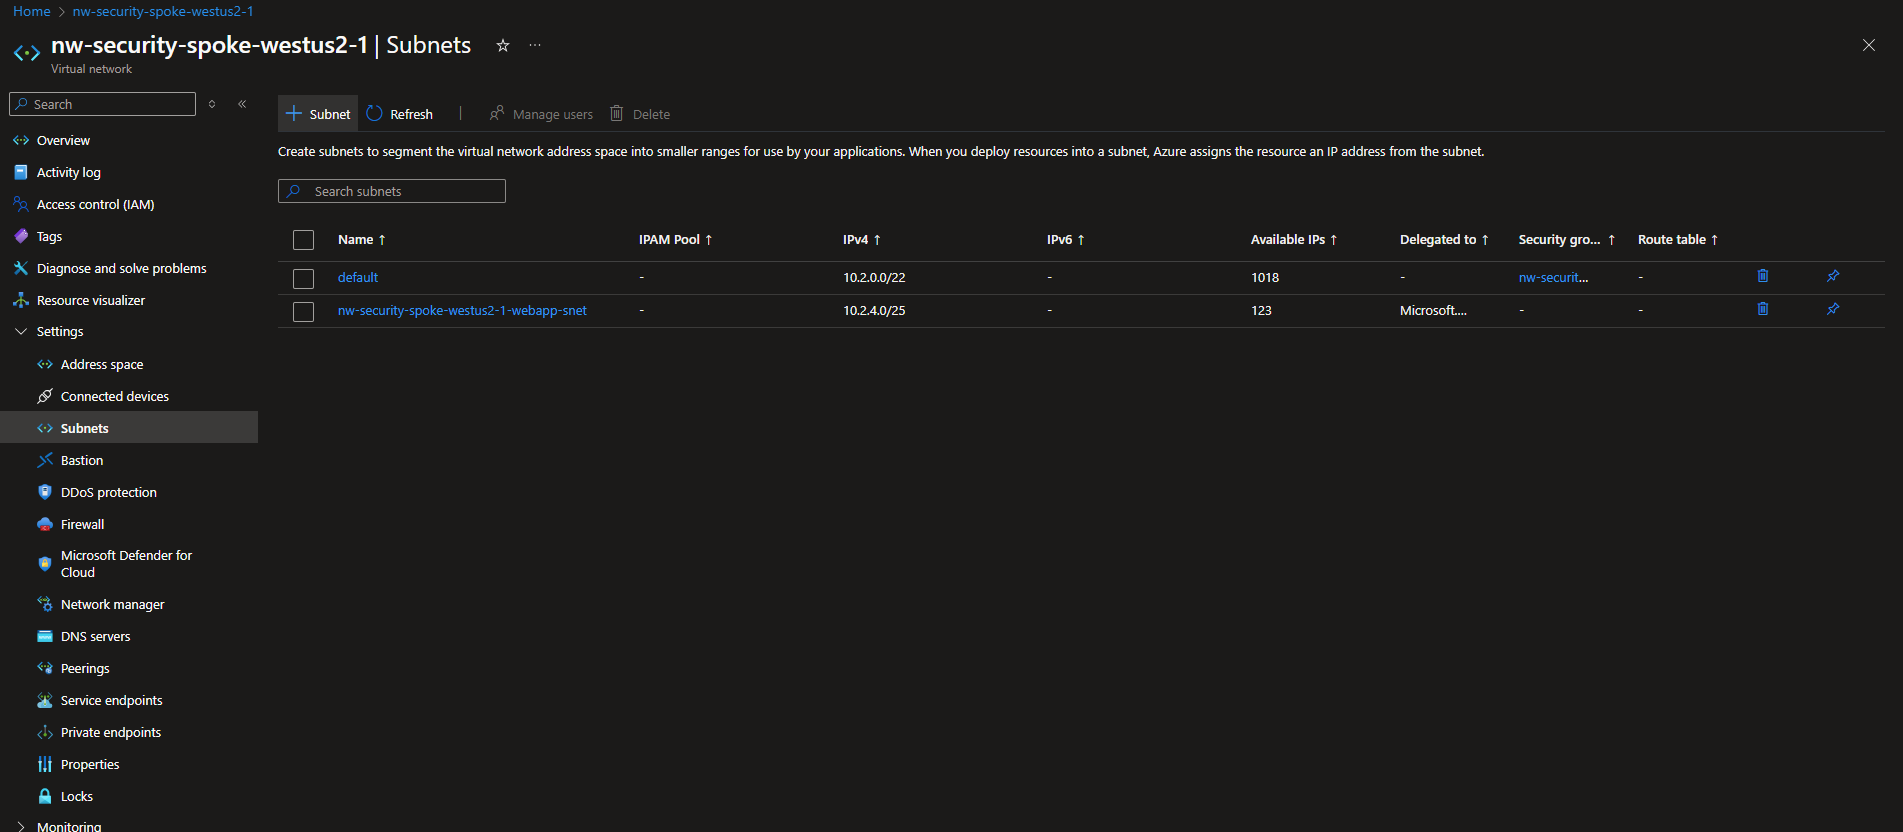 Home > nw-security-spoke-westus2-1
nw-security-spoke-westus2-1 | Subnets
Virtual network
Search
Overview
Activity log
Access control (IAM)
Tags
Diagnose and solve problems
Resource visualizer
Settings
Address space
Connected devices
Subnets
Bastion
DDoS protection
Firewall
Microsoft Defender for
Cloud
Network manager
DNS servers
Peerings
Service endpoints
Private endpoints
Properties
Locks
Monitoring
Subnet Refresh | Manage users Delete
Create subnets to segment the virtual network address space into smaller ranges for use by your applications. When you deploy resources into a subnet, Azure assigns the resource an IP address from the subnet.
Search subnets
Name ↑ IPAM Pool ↑ IPv4 ↑ IPv6 ↑ Available IPs ↑ Delegated to ↑ Security gro... ↑ Route table ↑
default - 10.2.0.0/22 - 1018 - nw-securit... -
nw-security-spoke-westus2-1-webapp-snet - 10.2.4.0/25 - 123 Microsoft.... - -